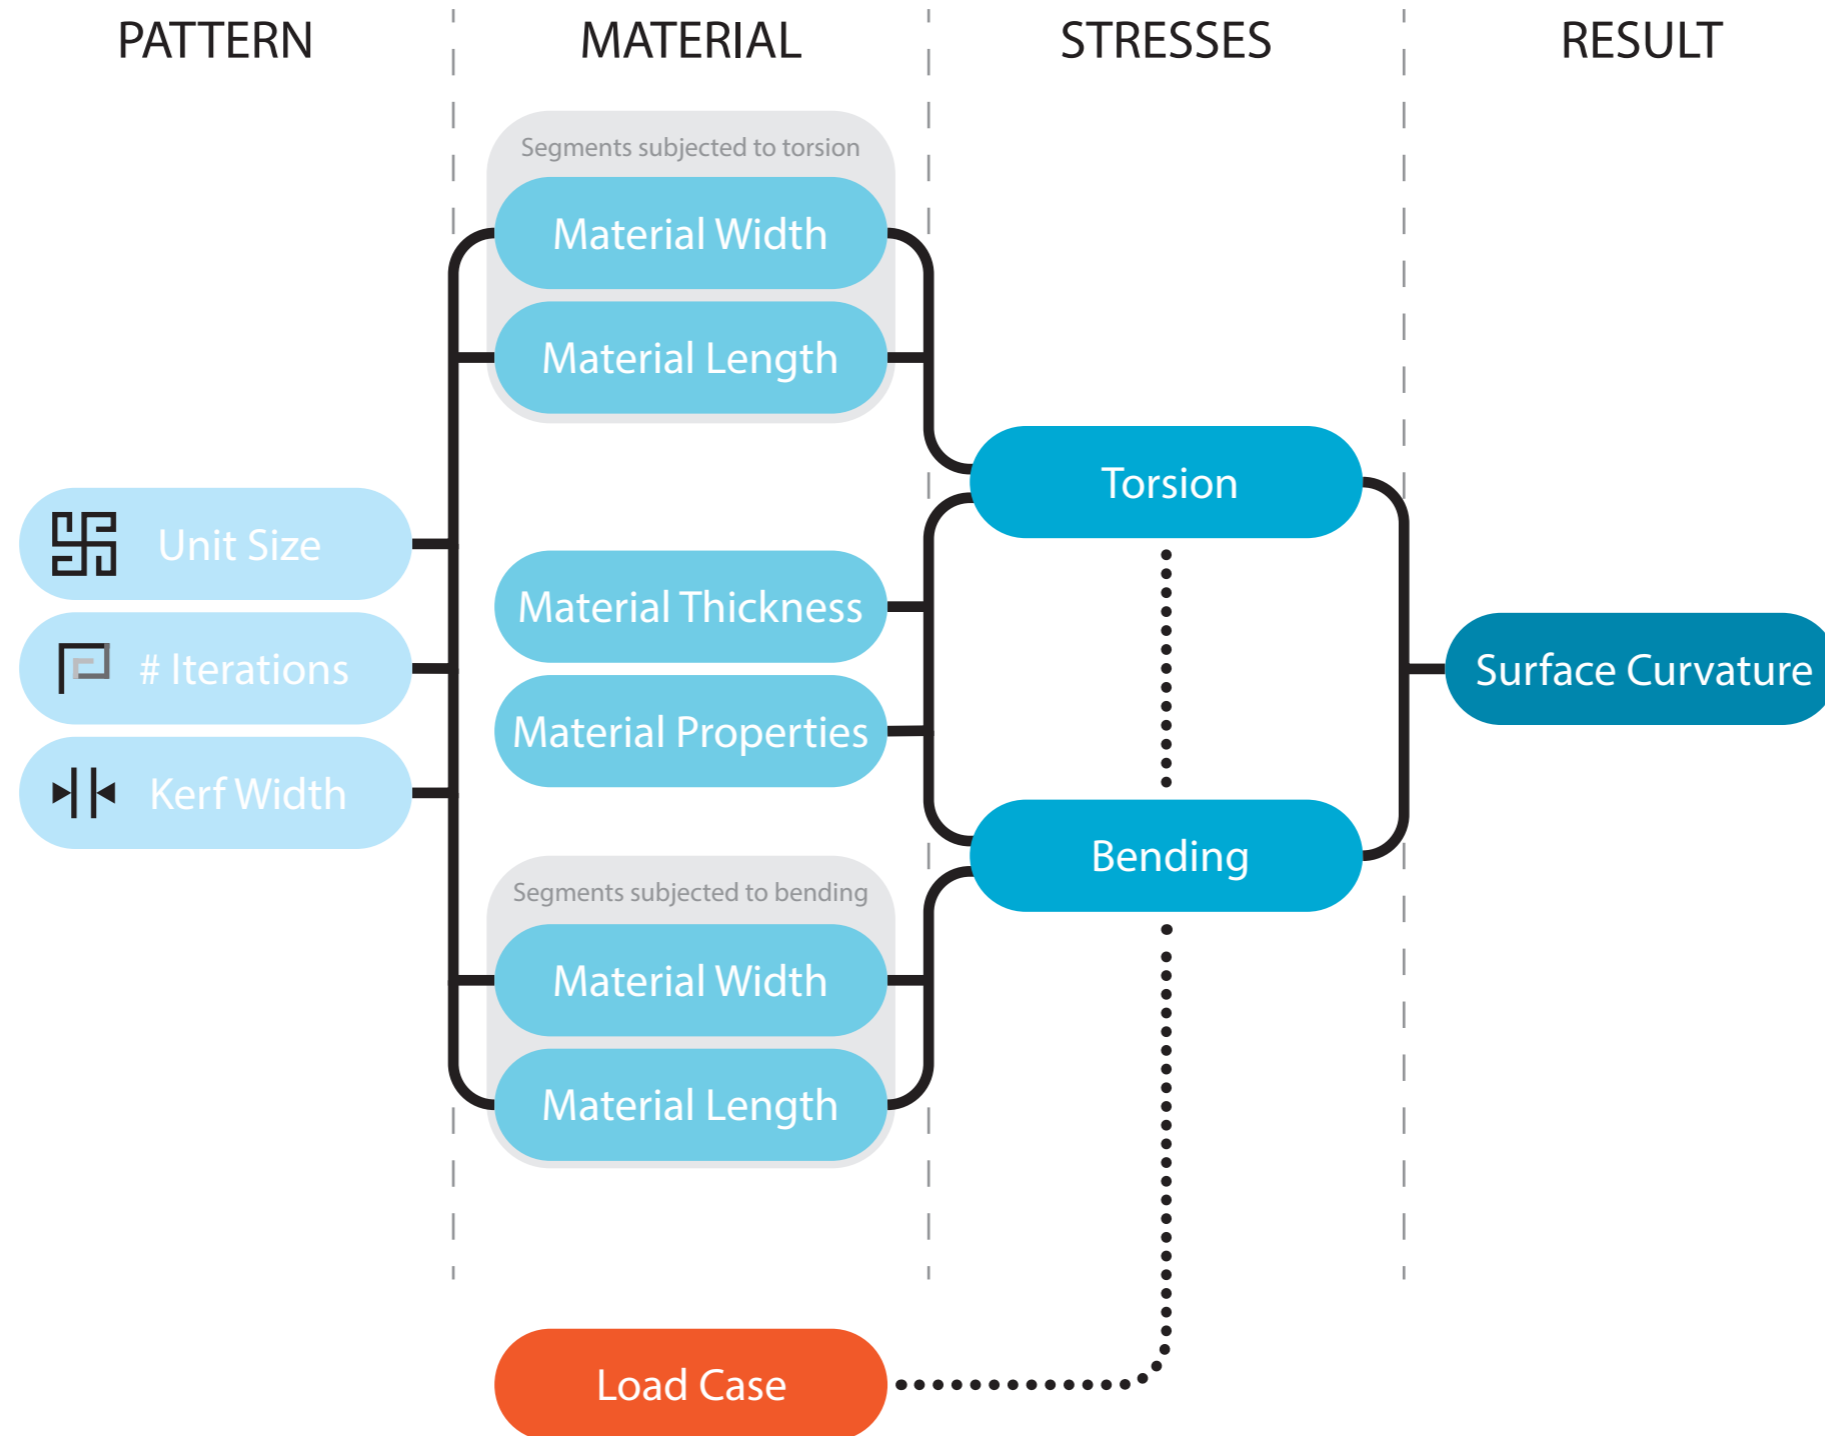 PATTERN
MATERIAL
STRESSES
RESULT
Segments subjected to torsion
Material Width
Material Length
Unit Size
# Iterations
Kerf Width
Material Thickness
Material Properties
Segments subjected to bending
Material Width
Material Length
Torsion
Bending
Surface Curvature
Load Case